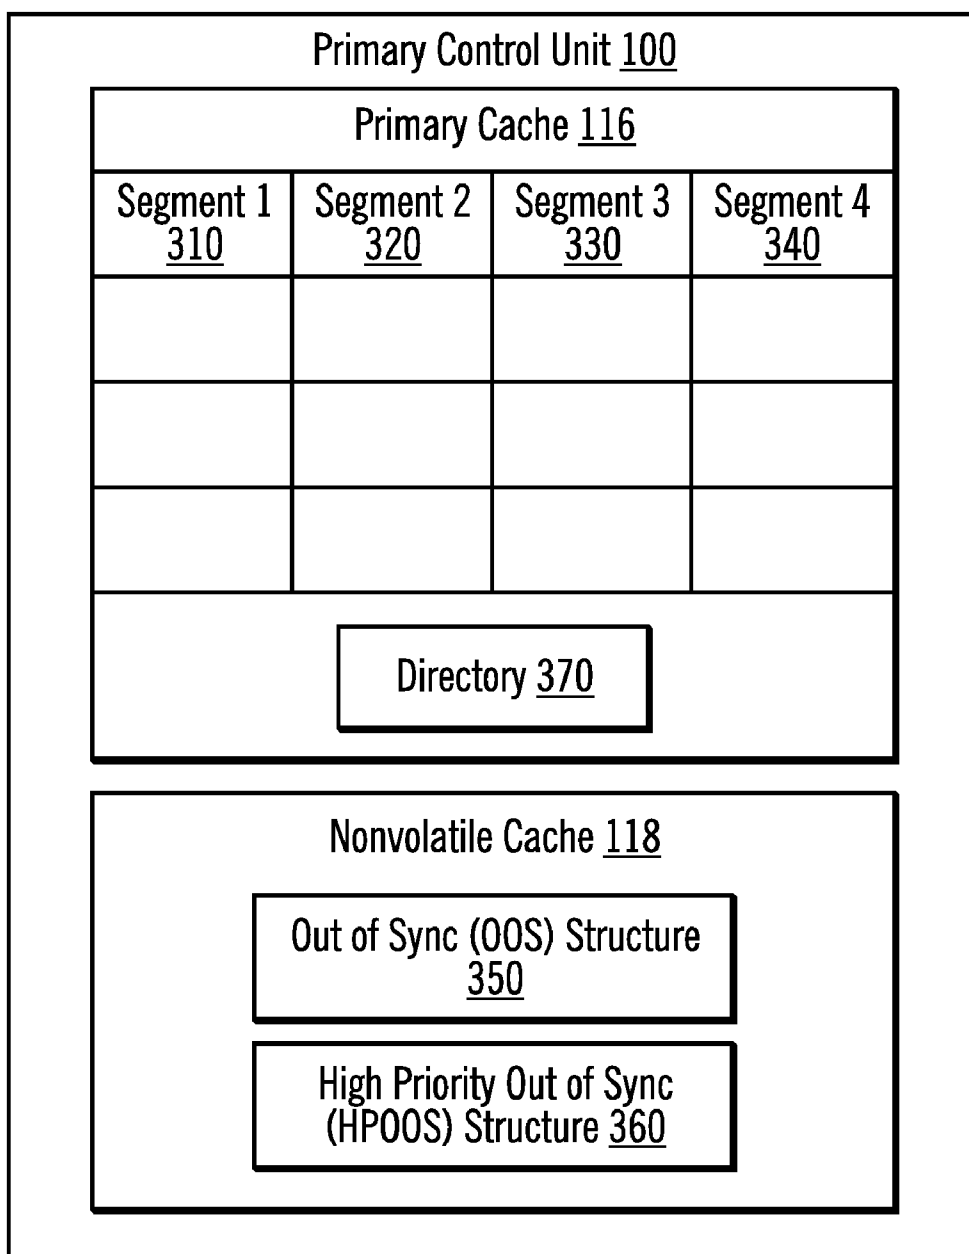 Primary Control Unit 100
Primary Cache 116
Segment 1
310
Segment 2
320
Segment 3
330
Segment 4
340
Directory 370
Nonvolatile Cache 118
Out of Sync (OOS) Structure
350
High Priority Out of Sync
(HPOOS) Structure 360